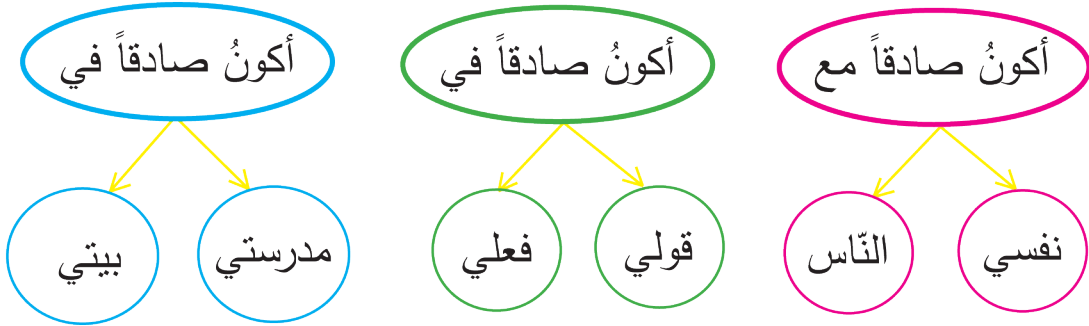 أكونُ صادقاً مع
أكونُ صادقاً في
أكونُ صادقاً في
نفسي
النّاس
قولي
فعلي
مدرستي
بيتي